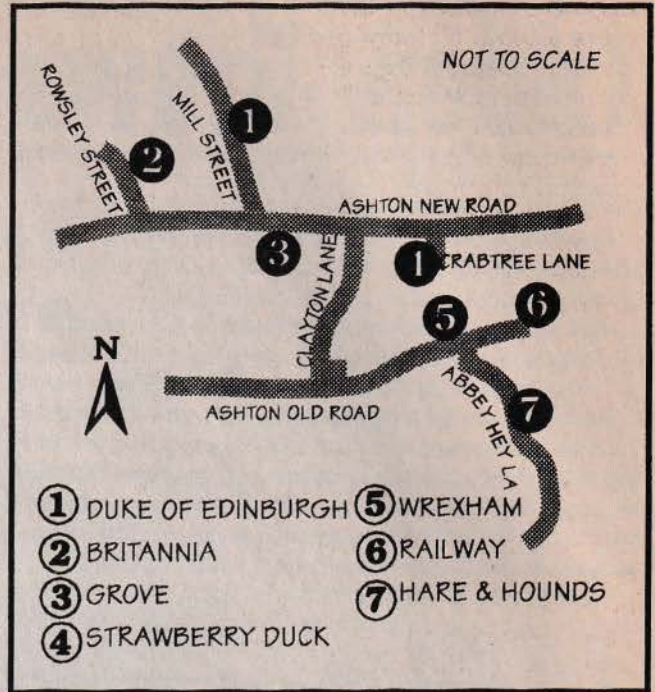 NOT TO SCALE
ROWSLEY STREET
MILL STREET
1
2
ASHTON NEW ROAD
3
CLAYTON LANE
1
CRABTREE LANE
5
6
N
ABBEY HEY LA
7
ASHTON OLD ROAD
1 DUKE OF EDINBURGH
2 BRITANNIA
3 GROVE
4 STRAWBERRY DUCK
5 WREXHAM
6 RAILWAY
7 HARE & HOUNDS